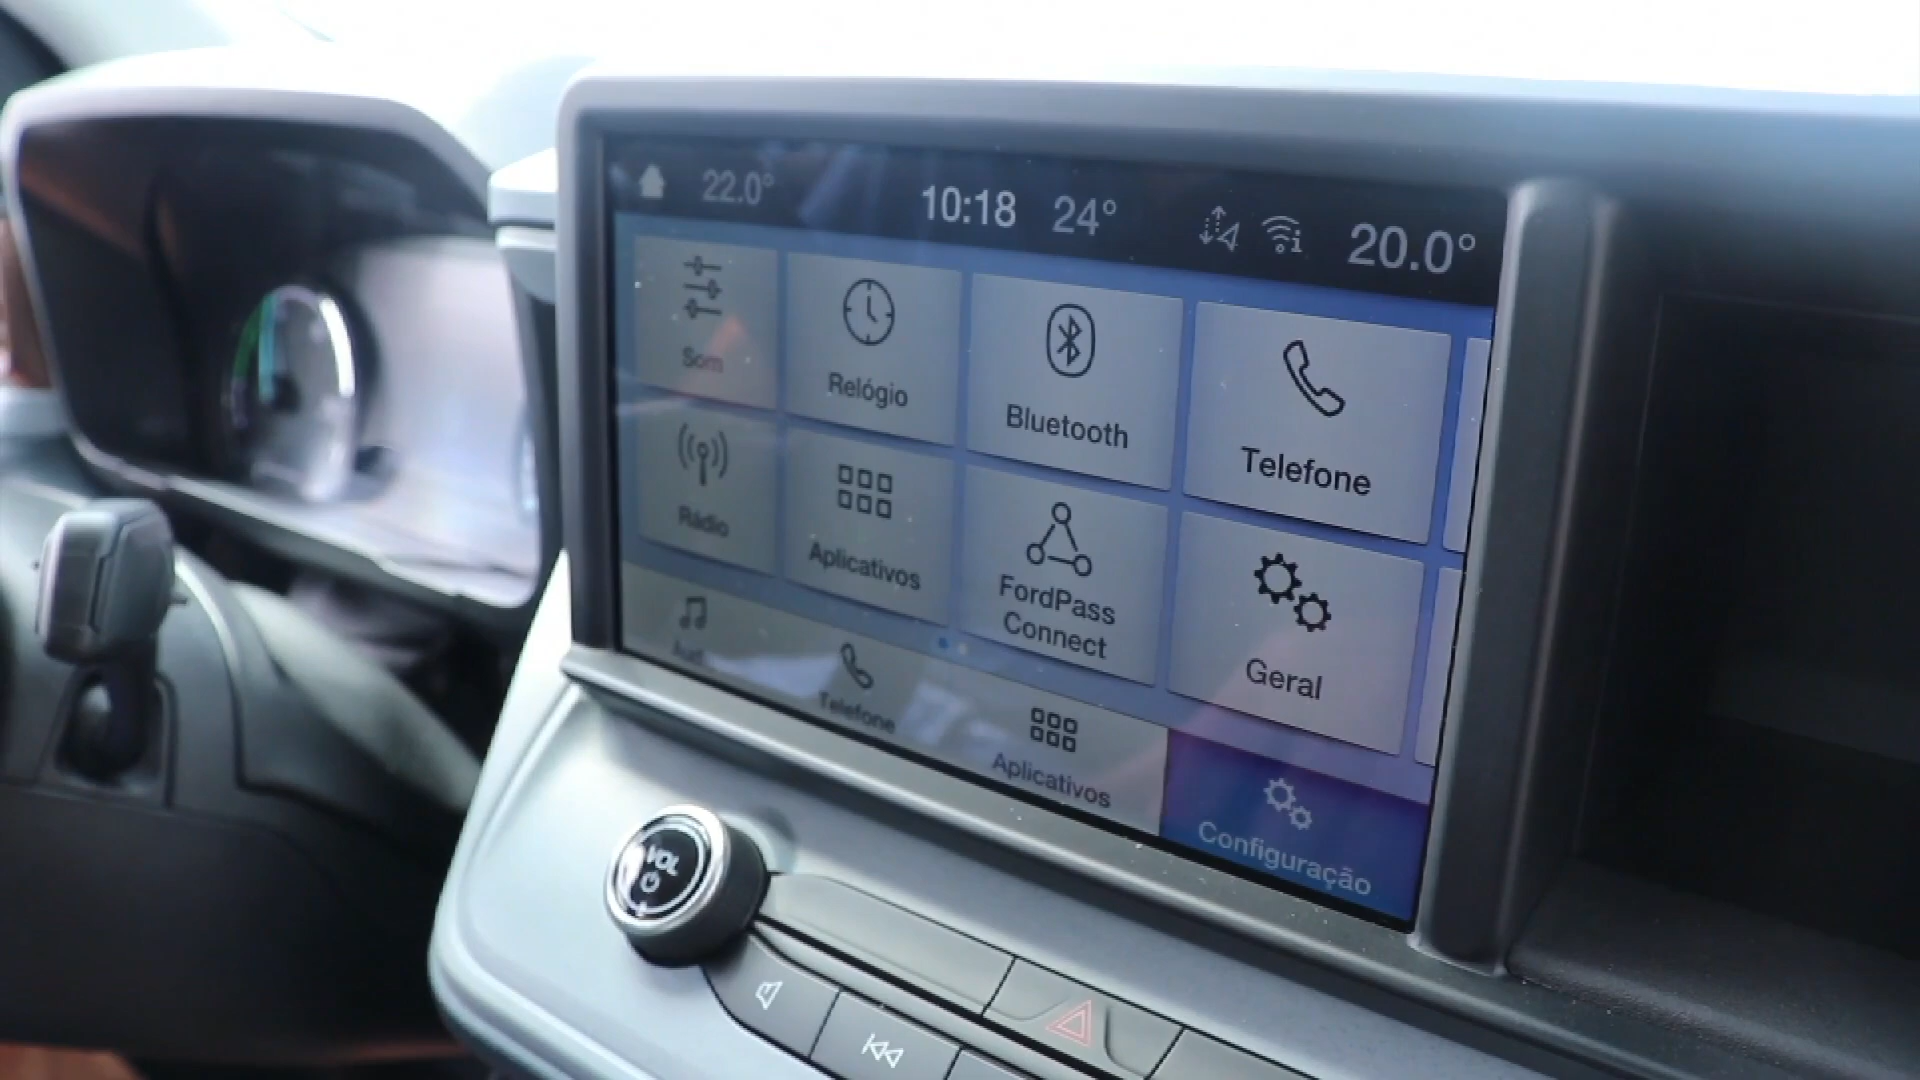 22.0° 10:18 24° 20.0°
Som Relógio Bluetooth Telefone
Rádio Aplicativos FordPass
Connect Geral
Telefone Aplicativos Configuração
VOL